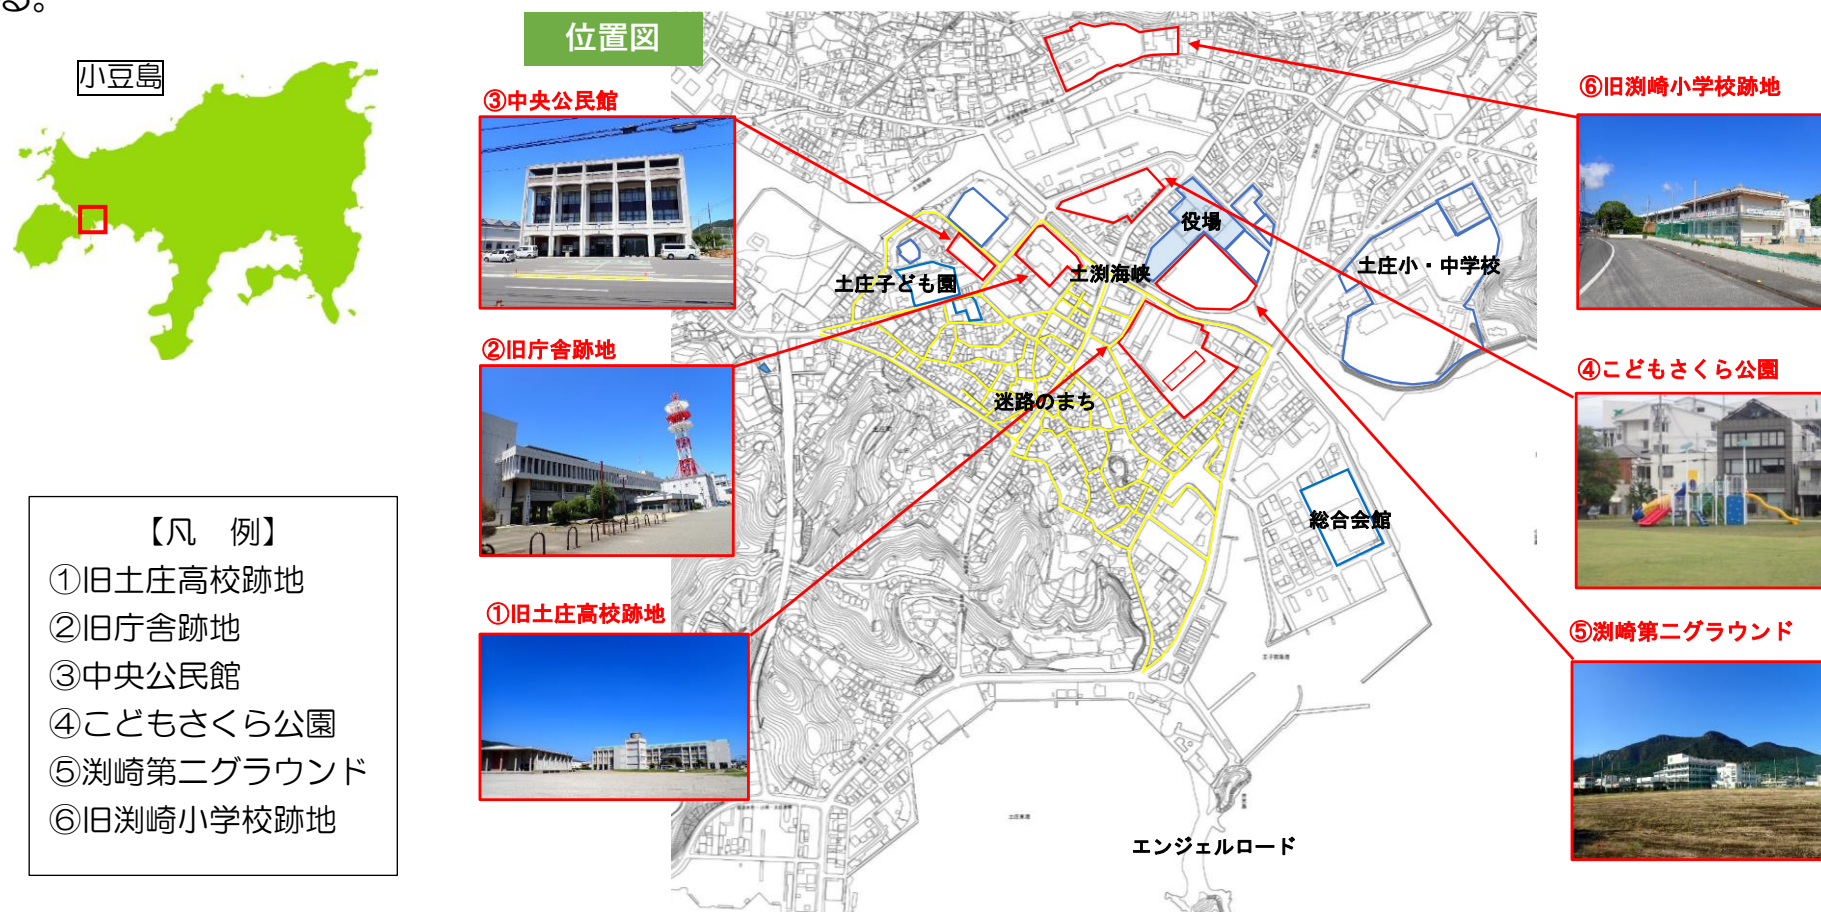 る。
位置図
小豆島
③中央公民館
⑥旧渕崎小学校跡地
役場
土庄小・中学校
土渕海峡
土庄子ども園
②旧庁舎跡地
④こどもさくら公園
迷路のまち
総合会館
【凡　例】
①旧土庄高校跡地
②旧庁舎跡地
③中央公民館
④こどもさくら公園
⑤渕崎第二グラウンド
⑥旧渕崎小学校跡地
①旧土庄高校跡地
⑤渕崎第二グラウンド
エンジェルロード